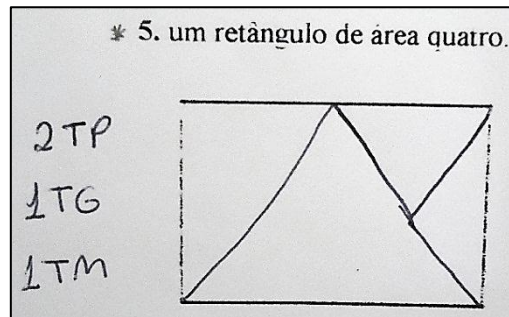 * 5. um retângulo de área quatro.
2TP
1TG
1TM